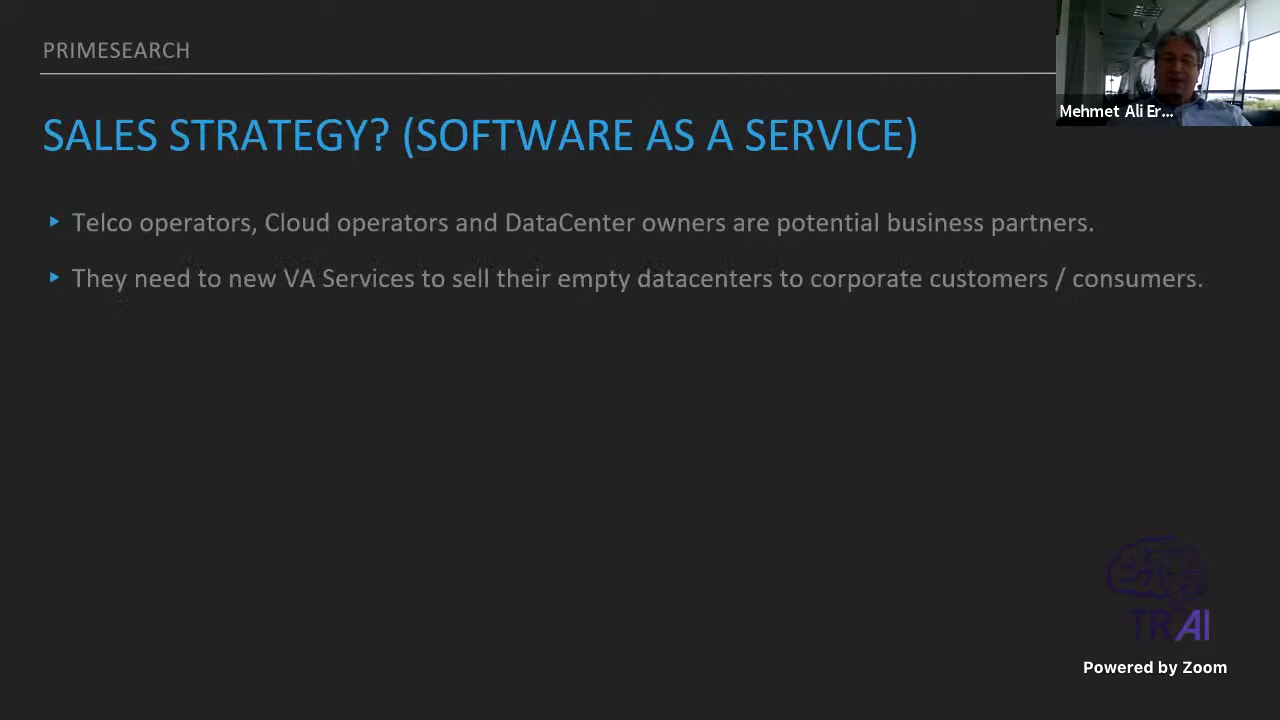 PRIMESEARCH
Mehmet Ali Er...
SALES STRATEGY? (SOFTWARE AS A SERVICE)
Telco operators, Cloud operators and DataCenter owners are potential business partners.
They need to new VA Services to sell their empty datacenters to corporate customers / consumers.
TRAI
Powered by Zoom